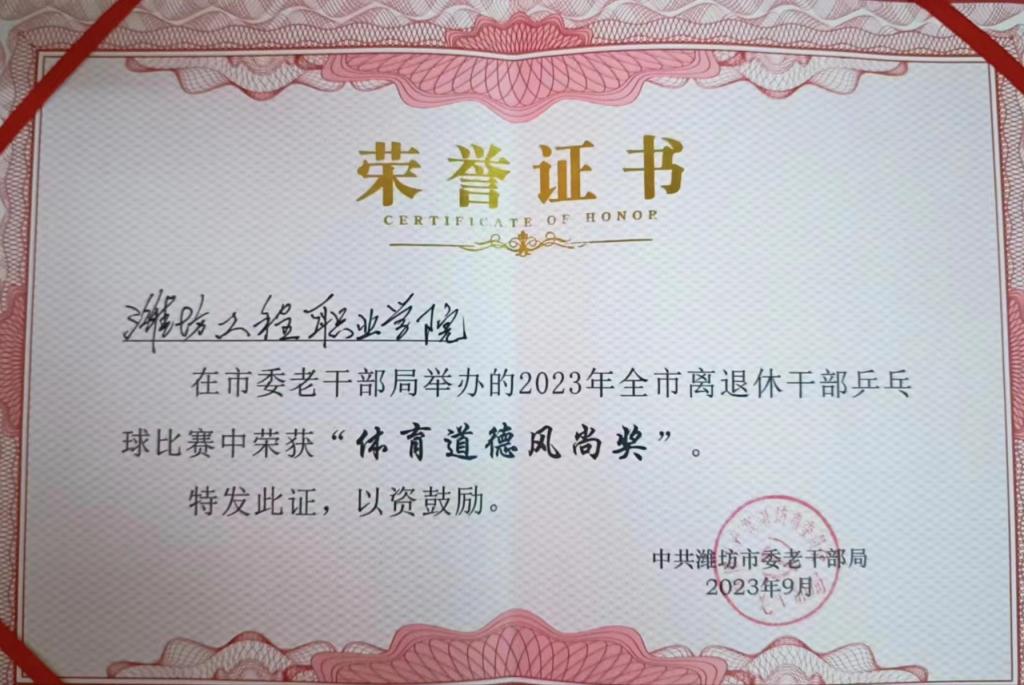 荣誉证书
CERTIFICATE OF HONOR
潍坊工程职业学院
在市委老干部局举办的2023年全市离退休干部乒乓
球比赛中荣获“体育道德风尚奖”。
特发此证，以资鼓励。
中共潍坊市委老干部局
2023年9月